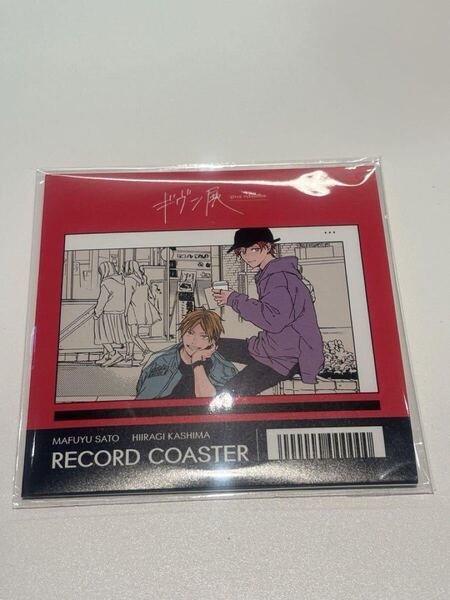 ギヴン展
...
MAFUYU SATO HIIRAGI KASHIMA
RECORD COASTER